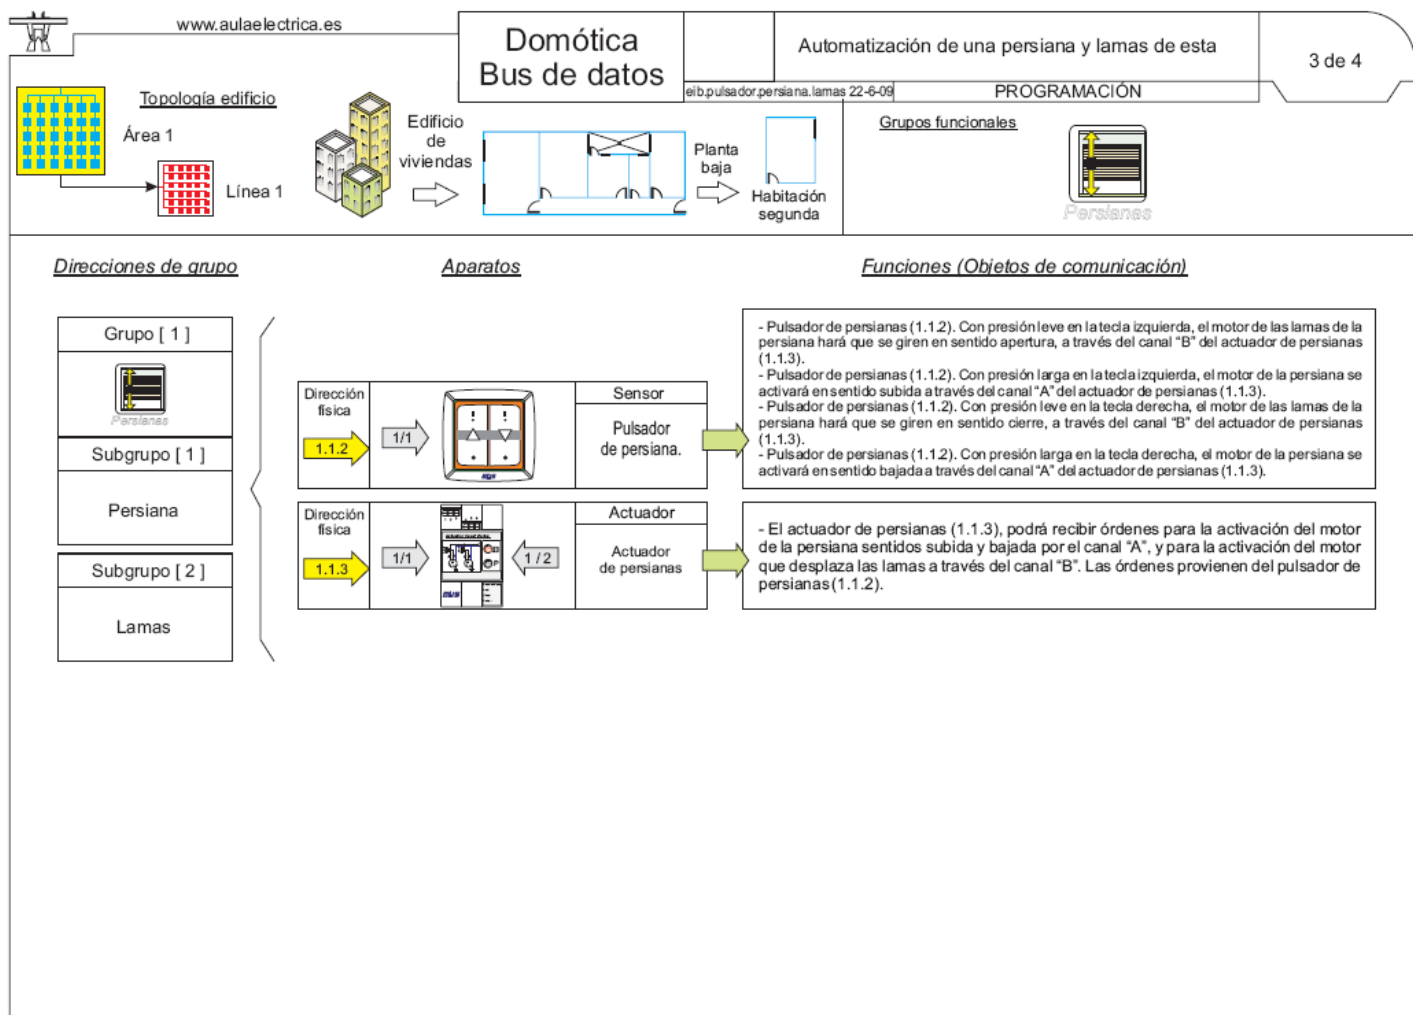 www.aulaelectrica.es
Domótica
Bus de datos
Automatización de una persiana y lamas de esta
3 de 4
eib.pulsador.persiana.lamas 22-6-09
PROGRAMACIÓN
Topología edificio
Área 1
Línea 1
Edificio
de
viviendas
Planta
baja
Habitación
segunda
Grupos funcionales
Persianas
Direcciones de grupo
Aparatos
Funciones (Objetos de comunicación)
Grupo [ 1 ]
Persianas
Subgrupo [ 1 ]
Persiana
Subgrupo [ 2 ]
Lamas
Dirección
física
1.1.2
1/1
Sensor
Pulsador
de persiana.
- Pulsador de persianas (1.1.2). Con presión leve en la tecla izquierda, el motor de las lamas de la
persiana hará que se giren en sentido apertura, a través del canal "B" del actuador de persianas
(1.1.3).
- Pulsador de persianas (1.1.2). Con presión larga en la tecla izquierda, el motor de la persiana se
activará en sentido subida a través del canal "A" del actuador de persianas (1.1.3).
- Pulsador de persianas (1.1.2). Con presión leve en la tecla derecha, el motor de las lamas de la
persiana hará que se giren en sentido cierre, a través del canal "B" del actuador de persianas
(1.1.3).
- Pulsador de persianas (1.1.2). Con presión larga en la tecla derecha, el motor de la persiana se
activará en sentido bajada a través del canal "A" del actuador de persianas (1.1.3).
Dirección
física
1.1.3
1/1
1 / 2
Actuador
Actuador
de persianas
- El actuador de persianas (1.1.3), podrá recibir órdenes para la activación del motor
de la persiana sentidos subida y bajada por el canal "A", y para la activación del motor
que desplaza las lamas a través del canal "B". Las órdenes provienen del pulsador de
persianas (1.1.2).